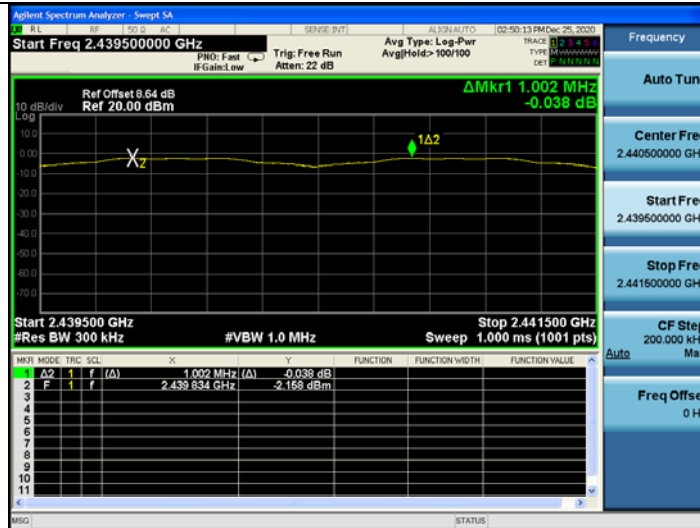 Agilent Spectrum Analyzer - Swept SA
RL RF 50 Ω AC SENSE:INT ALIGNAUTO 02:50:13 PM Dec 25, 2020
Start Freq 2.439500000 GHz
PNO: Fast
IFGain:Low
Trig: Free Run
Atten: 22 dB
Avg Type: Log-Pwr
Avg|Hold:>100/100
TRACE 1 2 3 4 5 6
TYPE
DET P N N N N N
Ref Offset 8.64 dB
Ref 20.00 dBm
10 dB/div
Log
ΔMkr1 1.002 MHz
-0.038 dB
10.0
0.00
-10.0
-20.0
-30.0
-40.0
-50.0
-60.0
-70.0
X2
1Δ2
Start 2.439500 GHz
Stop 2.441500 GHz
#Res BW 300 kHz
#VBW 1.0 MHz
Sweep 1.000 ms (1001 pts)
MKR MODE TRC SCL X Y FUNCTION FUNCTION WIDTH FUNCTION VALUE
1 Δ2 1 f (Δ) 1.002 MHz (Δ) -0.038 dB
2 F 1 f 2.439 834 GHz -2.158 dBm
3
4
5
6
7
8
9
10
11
MSG
STATUS
Frequency
Auto Tun
Center Fre
2.440500000 GH
Start Fre
2.439500000 GH
Stop Fre
2.441500000 GH
CF Step
200.000 kH
Auto Ma
Freq Offse
0 H